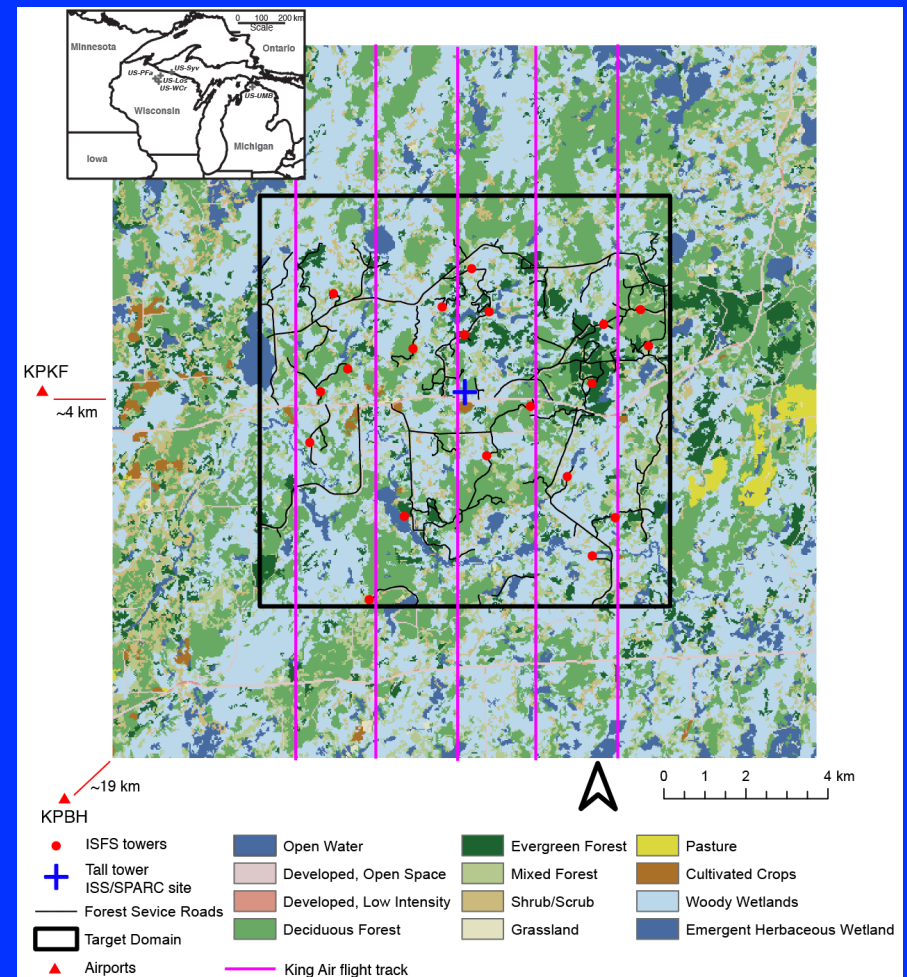 0 100 200 km
Scale
Minnesota
Ontario
US-Syv
US-PFa
US-Los
US-WCr
US-UMB
Wisconsin
Michigan
Iowa
KPKF
~4 km
~19 km
KPBH
0 1 2 4 km
ISFS towers
Tall tower
ISS/SPARC site
Forest Sevice Roads
Target Domain
Airports
Open Water
Developed, Open Space
Developed, Low Intensity
Deciduous Forest
King Air flight track
Evergreen Forest
Mixed Forest
Shrub/Scrub
Grassland
Pasture
Cultivated Crops
Woody Wetlands
Emergent Herbaceous Wetland